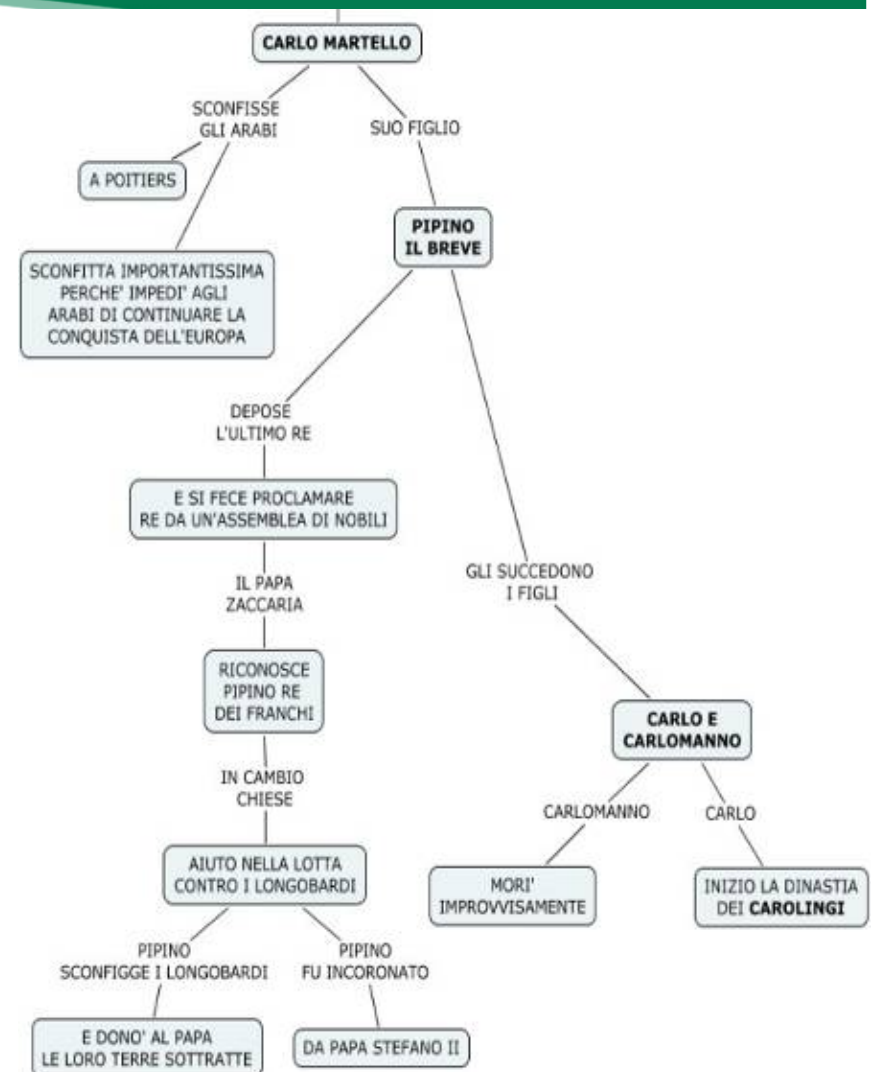 CARLO MARTELLO
SCONFISSE
GLI ARABI
SUO FIGLIO
A POITIERS
PIPINO
IL BREVE
SCONFITTA IMPORTANTISSIMA
PERCHE' IMPEDI' AGLI
ARABI DI CONTINUARE LA
CONQUISTA DELL'EUROPA
DEPOSE
L'ULTIMO RE
E SI FECE PROCLAMARE
RE DA UN'ASSEMBLEA DI NOBILI
GLI SUCCEDONO
I FIGLI
IL PAPA
ZACCARIA
RICONOSCE
PIPINO RE
DEI FRANCHI
CARLO E
CARLOMANNO
IN CAMBIO
CHIESE
CARLOMANNO
CARLO
AIUTO NELLA LOTTA
CONTRO I LONGOBARDI
MORI'
IMPROVVISAMENTE
INIZIO LA DINASTIA
DEI CAROLINGI
PIPINO
SCONFIGGE I LONGOBARDI
PIPINO
FU INCORONATO
E DONO' AL PAPA
LE LORO TERRE SOTTRATTE
DA PAPA STEFANO II